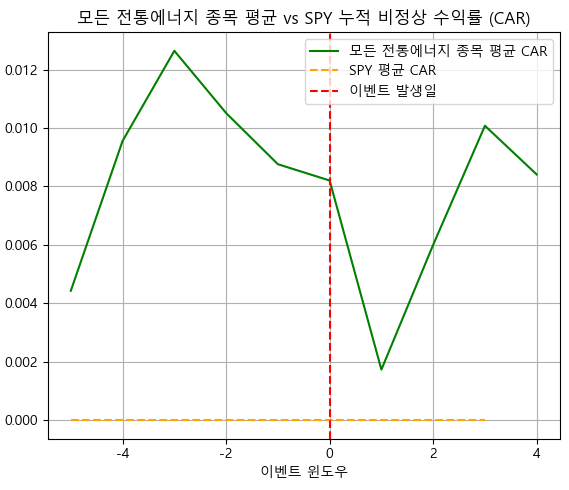 모든 전통에너지 종목 평균 vs SPY 누적 비정상 수익률 (CAR)
모든 전통에너지 종목 평균 CAR
SPY 평균 CAR
이벤트 발생일
0.012
0.010
0.008
0.006
0.004
0.002
0.000
-4 -2 0 2 4
이벤트 윈도우